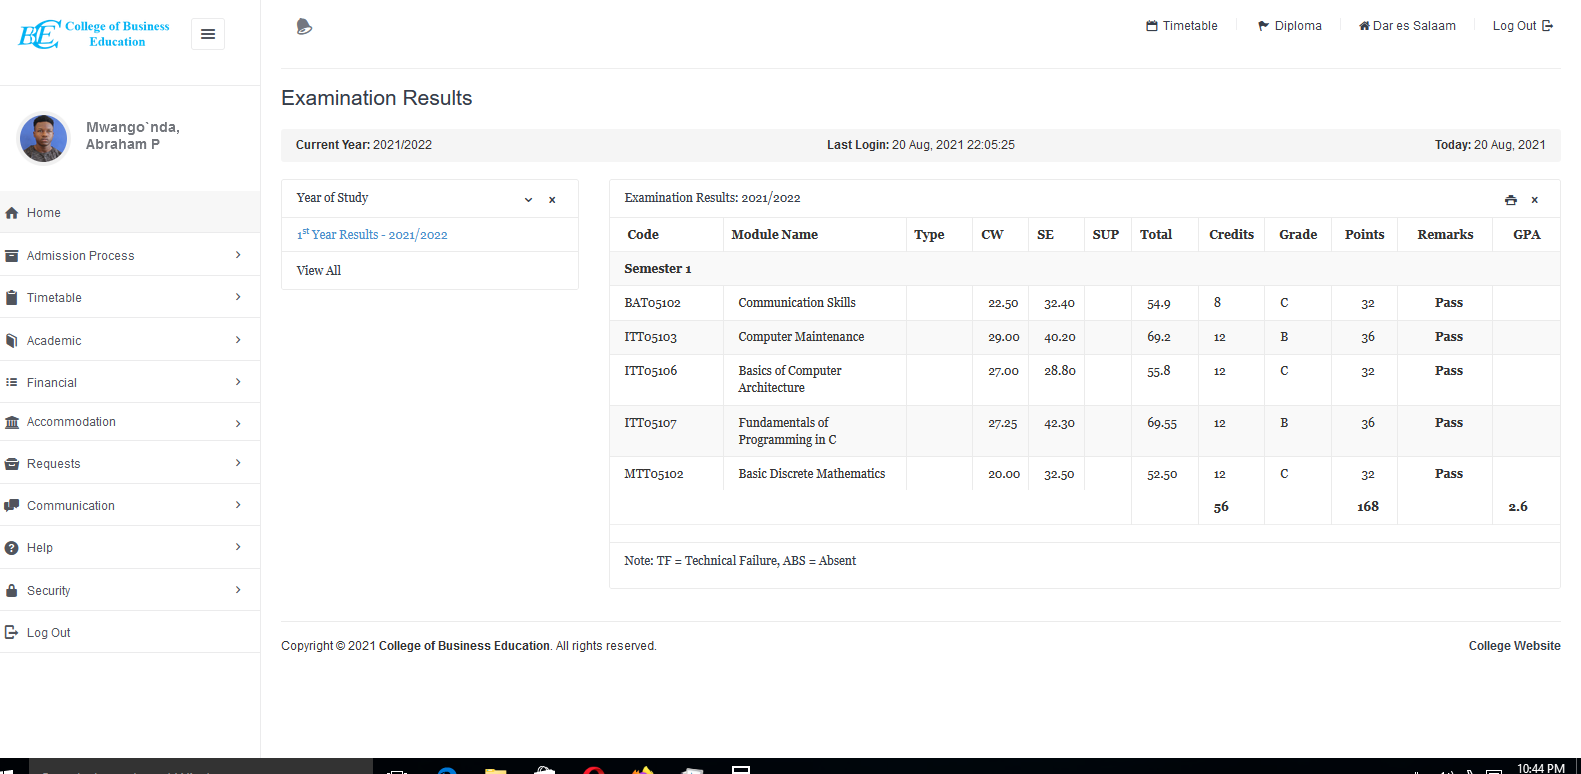 BCE College of Business Education
Timetable Diploma Dar es Salaam Log Out
Mwango`nda, Abraham P
Home
Admission Process
Timetable
Academic
Financial
Accommodation
Requests
Communication
Help
Security
Log Out
Examination Results
Current Year: 2021/2022 Last Login: 20 Aug, 2021 22:05:25 Today: 20 Aug, 2021
Year of Study
1st Year Results - 2021/2022
View All
Examination Results: 2021/2022
Code Module Name Type CW SE SUP Total Credits Grade Points Remarks GPA
Semester 1
BAT05102 Communication Skills 22.50 32.40 54.9 8 C 32 Pass
ITT05103 Computer Maintenance 29.00 40.20 69.2 12 B 36 Pass
ITT05106 Basics of Computer Architecture 27.00 28.80 55.8 12 C 32 Pass
ITT05107 Fundamentals of Programming in C 27.25 42.30 69.55 12 B 36 Pass
MTT05102 Basic Discrete Mathematics 20.00 32.50 52.50 12 C 32 Pass
56 168 2.6
Note: TF = Technical Failure, ABS = Absent
Copyright © 2021 College of Business Education. All rights reserved. College Website
10:44 PM